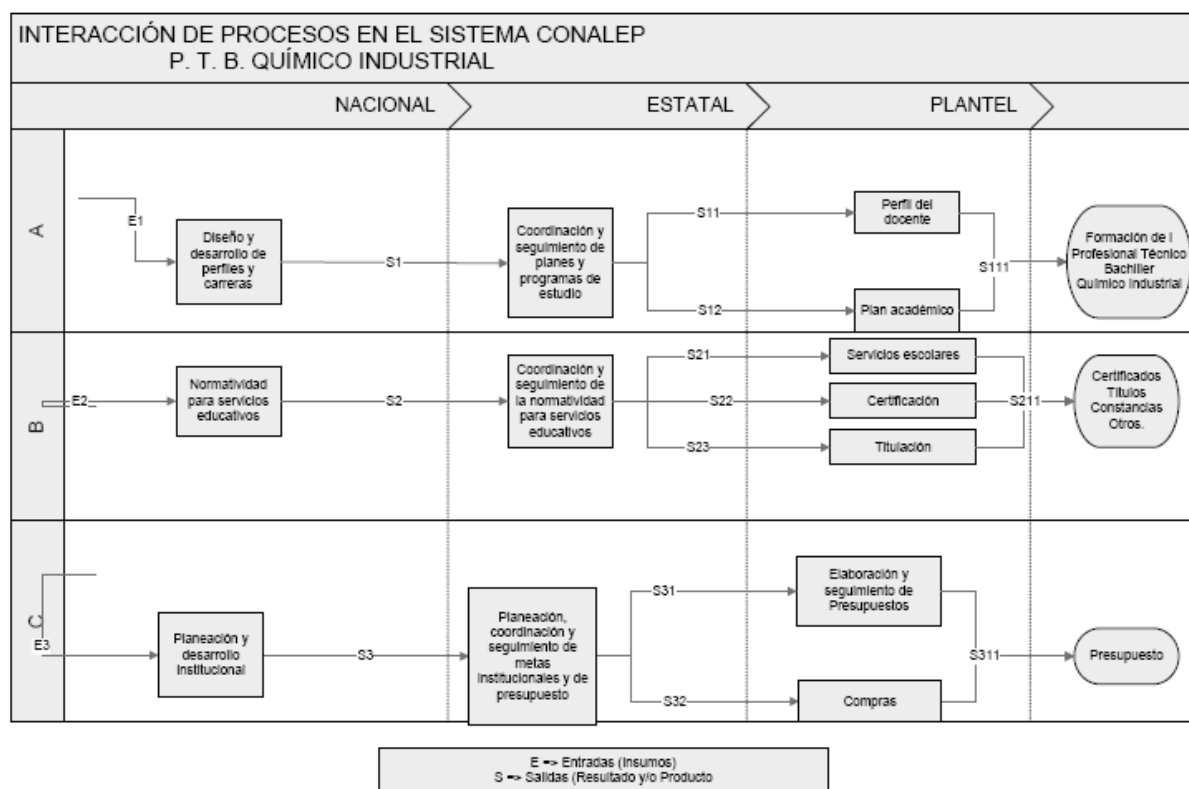 INTERACCIÓN DE PROCESOS EN EL SISTEMA CONALEP
P. T. B. QUÍMICO INDUSTRIAL
NACIONAL
ESTATAL
PLANTEL
A
E1
Diseño y
desarrollo de
perfiles y
carreras
S1
Coordinación y
seguimiento de
planes y
programas de
estudio
S11
S12
Perfil del
docente
Plan académico
S111
Formación de l
Profesional Técnico
Bachiller
Químico Industrial
B
E2
Normatividad
para servicios
educativos
S2
Coordinación y
seguimiento de
la normatividad
para servicios
educativos
S21
S22
S23
Servicios escolares
Certificación
Titulación
S211
Certificados
Títulos
Constancias
Otros.
C
E3
Planeación y
desarrollo
Institucional
S3
Planeación,
coordinación y
seguimiento de
metas
Institucionales y de
presupuesto
S31
S32
Elaboración y
seguimiento de
Presupuestos
Compras
S311
Presupuesto
E => Entradas (Insumos)
S => Salidas (Resultado y/o Producto